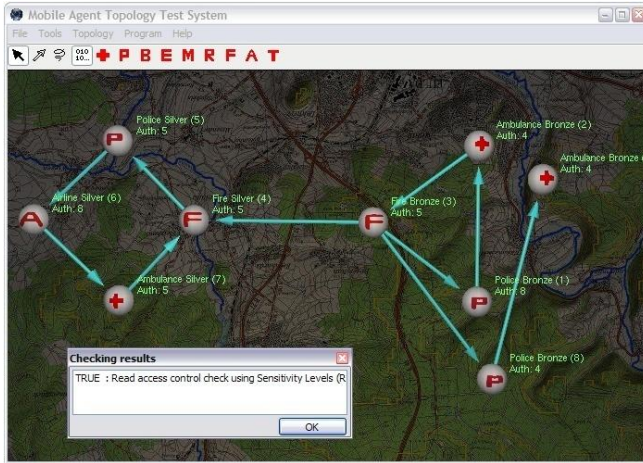 Mobile Agent Topology Test System
File Tools Topology Program Help
010
10...
P B E M R F A T
Police Silver (5)
Auth: 5
P
Ambulance Bronze (2)
Auth: 4
Ambulance Bronze
Auth: 4
Airline Silver (6)
Auth: 8
A
Fire Silver (4)
Auth: 5
F
Fire Bronze (3)
Auth: 5
F
Ambulance Silver (7)
Auth: 5
Police Bronze (1)
Auth: 8
P
Police Bronze (8)
Auth: 4
P
Checking results
TRUE : Read access control check using Sensitivity Levels (R
OK